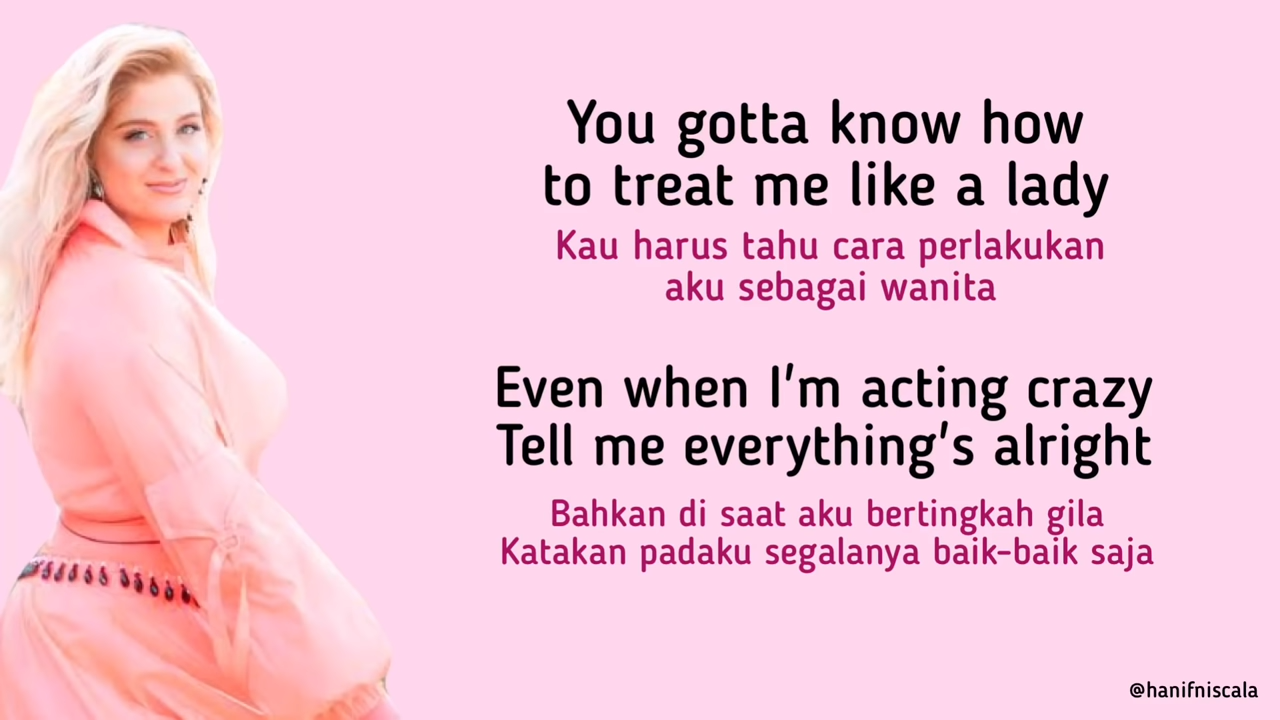 You gotta know how
to treat me like a lady
Kau harus tahu cara perlakukan
aku sebagai wanita
Even when I'm acting crazy
Tell me everything's alright
Bahkan di saat aku bertingkah gila
Katakan padaku segalanya baik-baik saja
@hanifniscala